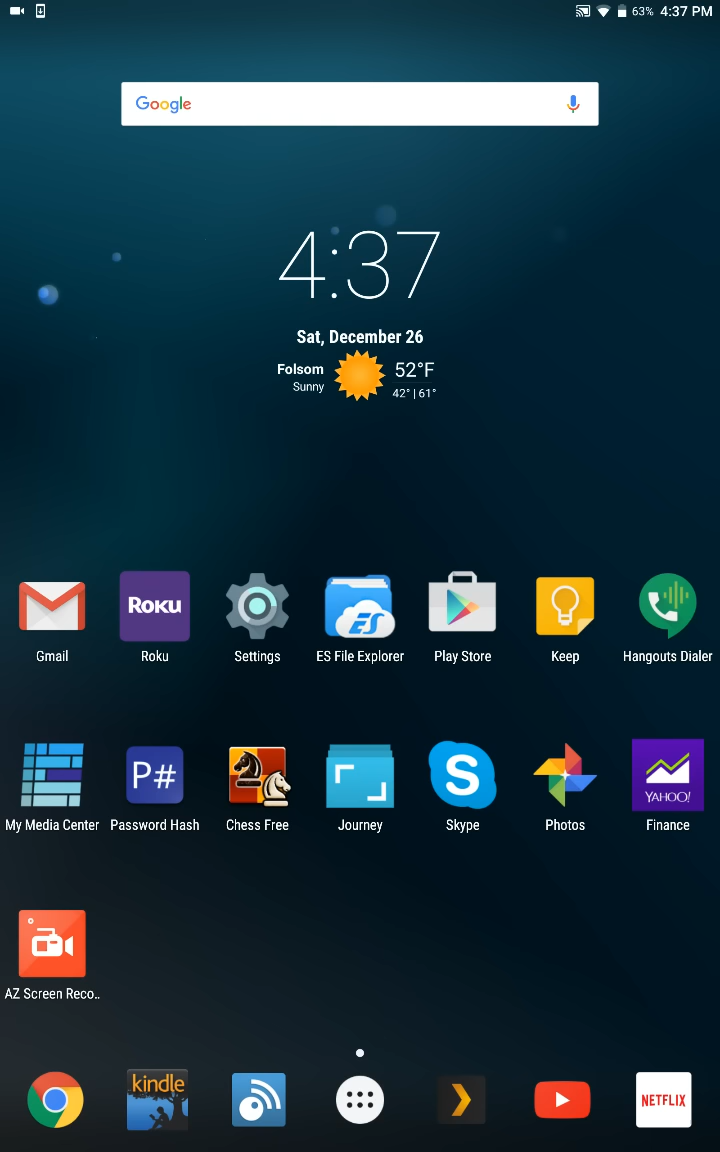 63% 4:37 PM
Google
4:37
Sat, December 26
Folsom
Sunny
52°F
42° | 61°
Roku
ES
Gmail
Roku
Settings
ES File Explorer
Play Store
Keep
Hangouts Dialer
P#
S
YAHOO!
My Media Center
Password Hash
Chess Free
Journey
Skype
Photos
Finance
AZ Screen Reco..
kindle
NETFLIX